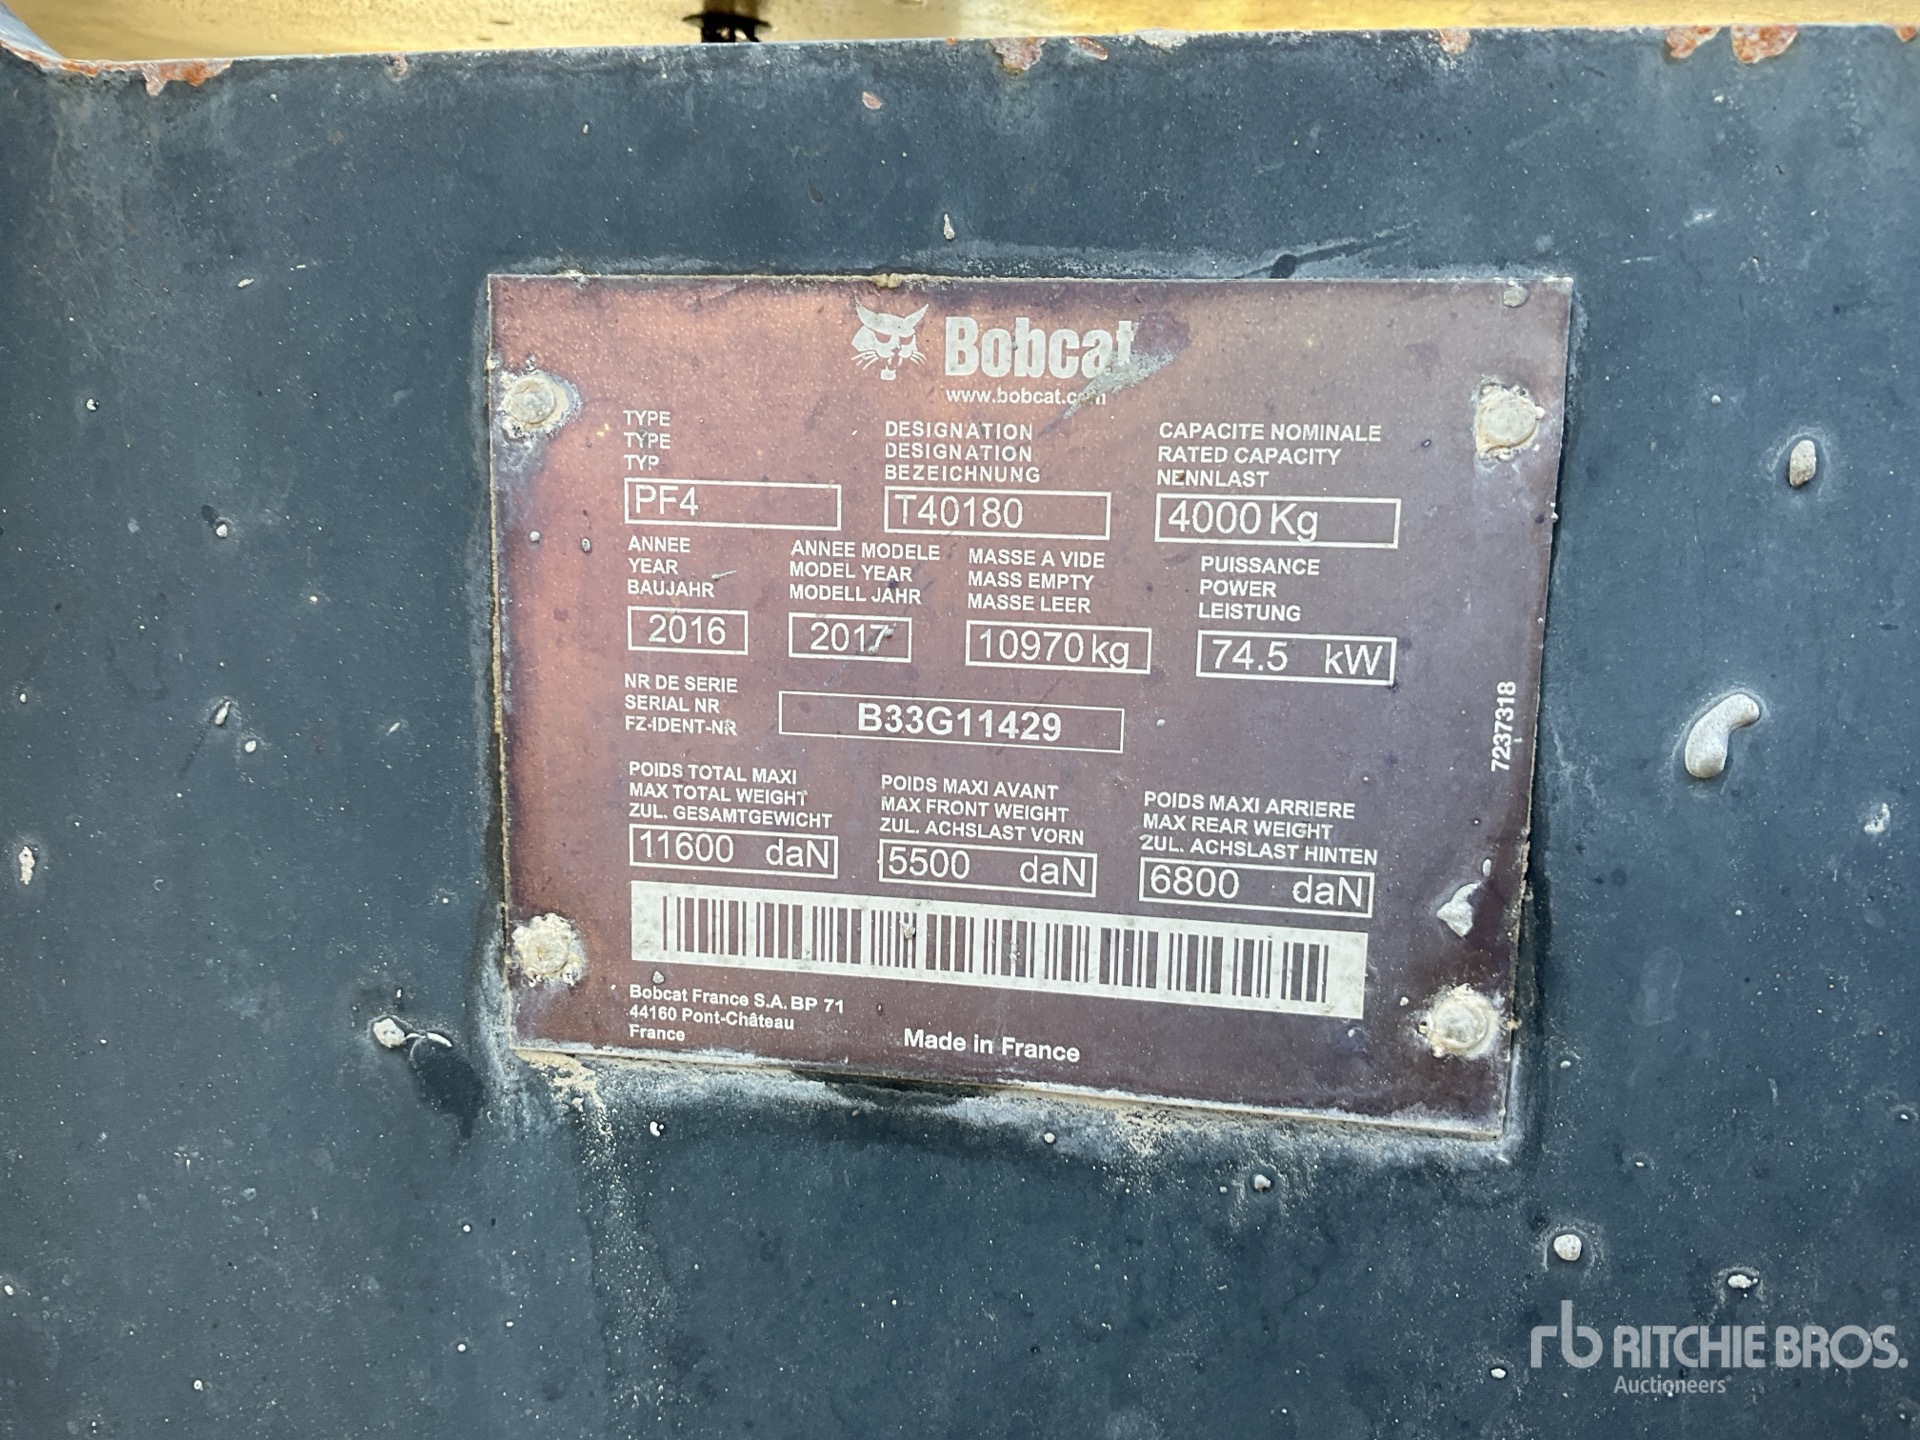 Bobcat
www.bobcat.com
TYPE
TYPE
TYP
PF4
DESIGNATION
DESIGNATION
BEZEICHNUNG
T40180
CAPACITE NOMINALE
RATED CAPACITY
NENNLAST
4000 Kg
ANNEE
YEAR
BAUJAHR
2016
ANNEE MODELE
MODEL YEAR
MODELL JAHR
2017
MASSE A VIDE
MASS EMPTY
MASSE LEER
10970 kg
PUISSANCE
POWER
LEISTUNG
74.5 kW
NR DE SERIE
SERIAL NR
FZ-IDENT-NR
B33G11429
7237318
POIDS TOTAL MAXI
MAX TOTAL WEIGHT
ZUL. GESAMTGEWICHT
11600 daN
POIDS MAXI AVANT
MAX FRONT WEIGHT
ZUL. ACHSLAST VORN
5500 daN
POIDS MAXI ARRIERE
MAX REAR WEIGHT
ZUL. ACHSLAST HINTEN
6800 daN
Bobcat France S.A. BP 71
44160 Pont-Château
France
Made in France
rb RITCHIE BROS.
Auctioneers